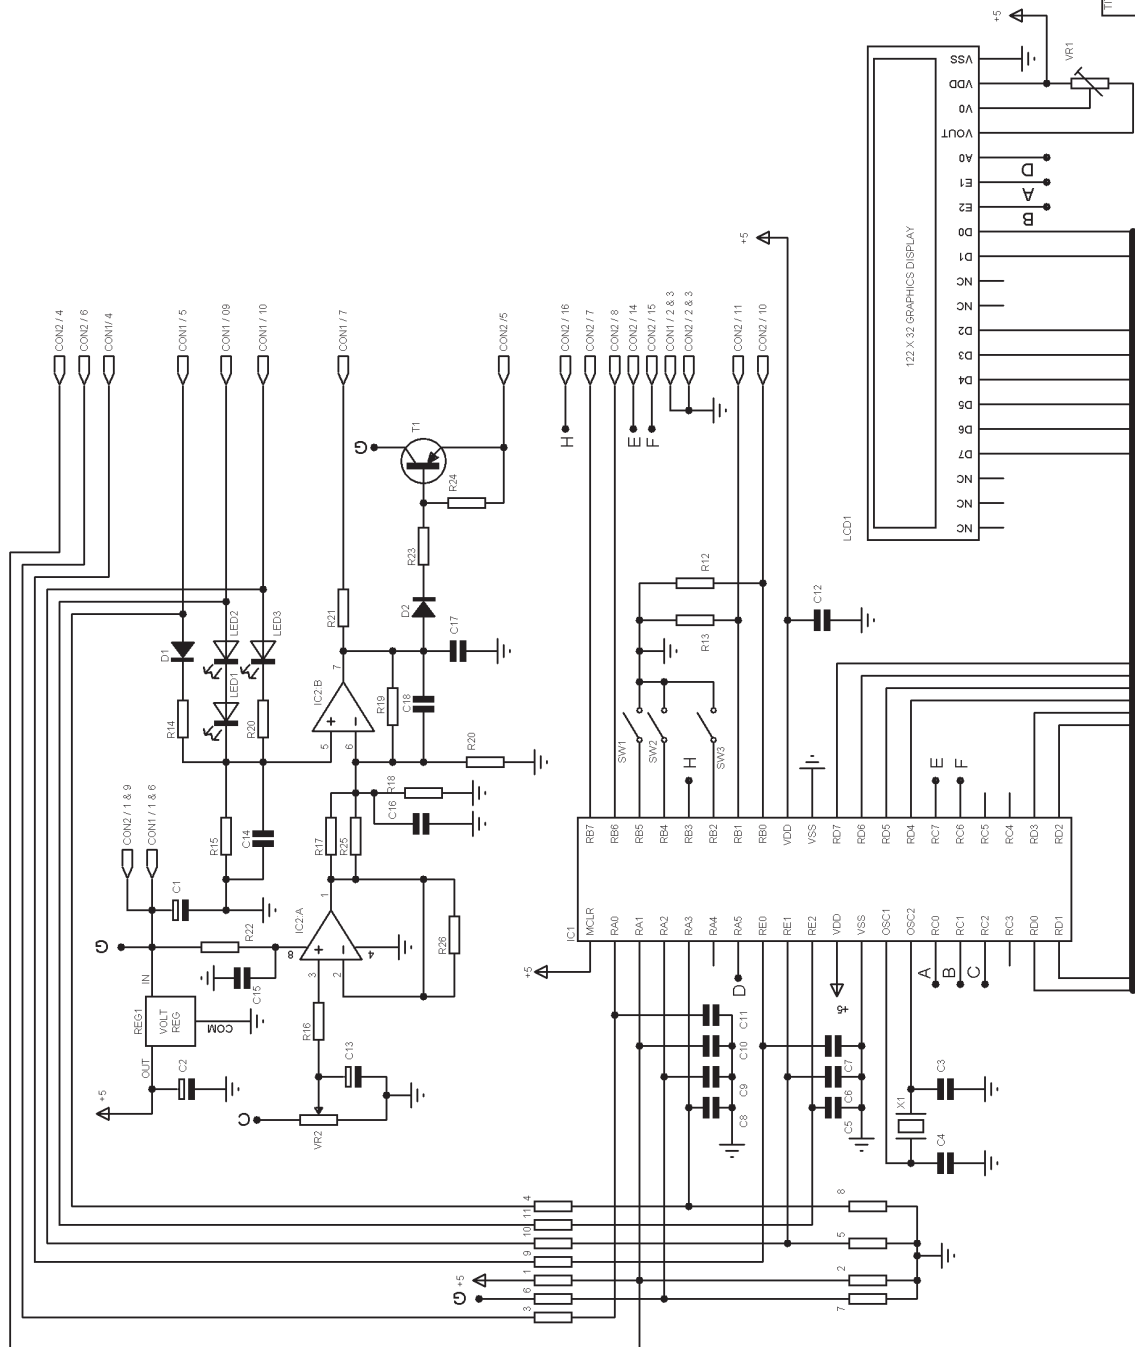 +5
VR1
VSS
VDD
V0
VOUT
A0
E1
E2
D0
D1
NC
NC
D2
D3
D4
D5
D6
D7
NC
NC
NC
D
A
B
122 X 32 GRAPHICS DISPLAY
LCD1
+5
CON2 / 4
CON2 / 6
CON1/ 4
CON1 / 5
CON1 / 09
CON1 / 10
CON1 / 7
CON2 /5
CON2 / 16
CON2 / 7
CON2 / 8
CON2 / 14
CON2 / 15
CON1 / 2 & 3
CON2 / 2 & 3
CON2 / 11
CON2 / 10
G
T1
H
E
F
R24
R23
R12
R13
C12
D2
C17
R21
D1
LED2
LED3
LED1
R14
R20
IC2:B
7
5
6
R19
C18
R20
SW1
SW2
SW3
H
E
F
CON2 / 1 & 9
CON1 / 1 & 6
R15
C14
R17
R25
C16
R18
C1
IC2:A
1
8
4
3
2
R26
G
R22
C15
IN
REG1
VOLT
REG
COM
OUT
C2
+5
R16
C13
C
VR2
IC1
RB7
RB6
RB5
RB4
RB3
RB2
RB1
RB0
VDD
VSS
RD7
RD6
RD5
RD4
RC7
RC6
RC5
RC4
RD3
RD2
MCLR
RA0
RA1
RA2
RA3
RA4
RA5
RE0
RE1
RE2
VDD
VSS
OSC1
OSC2
RC0
RC1
RC2
RC3
RD0
RD1
+5
D
+5
A
B
C
C11
C10
C9
C8
C7
C6
C5
X1
C3
C4
4
11
10
9
1
6
3
8
5
2
7
+5
G